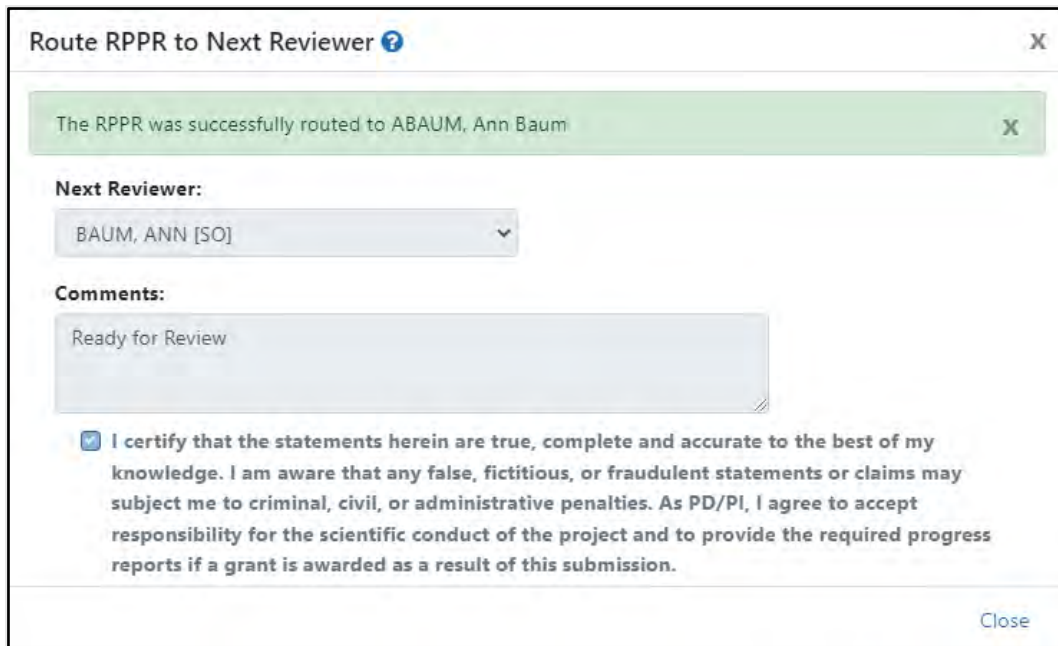 Route RPPR to Next Reviewer ?
X
The RPPR was successfully routed to ABAUM, Ann Baum
X
Next Reviewer:
BAUM, ANN [SO]
Comments:
Ready for Review
I certify that the statements herein are true, complete and accurate to the best of my
knowledge. I am aware that any false, fictitious, or fraudulent statements or claims may
subject me to criminal, civil, or administrative penalties. As PD/PI, I agree to accept
responsibility for the scientific conduct of the project and to provide the required progress
reports if a grant is awarded as a result of this submission.
Close